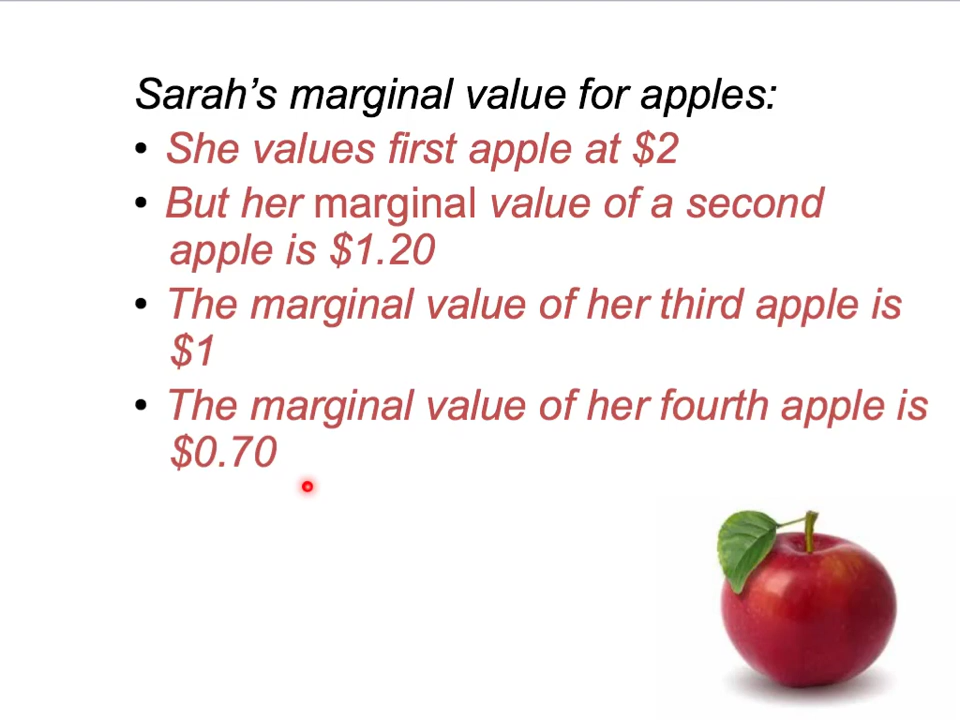 Sarah’s marginal value for apples:
• She values first apple at $2
• But her marginal value of a second
apple is $1.20
• The marginal value of her third apple is
$1
• The marginal value of her fourth apple is
$0.70